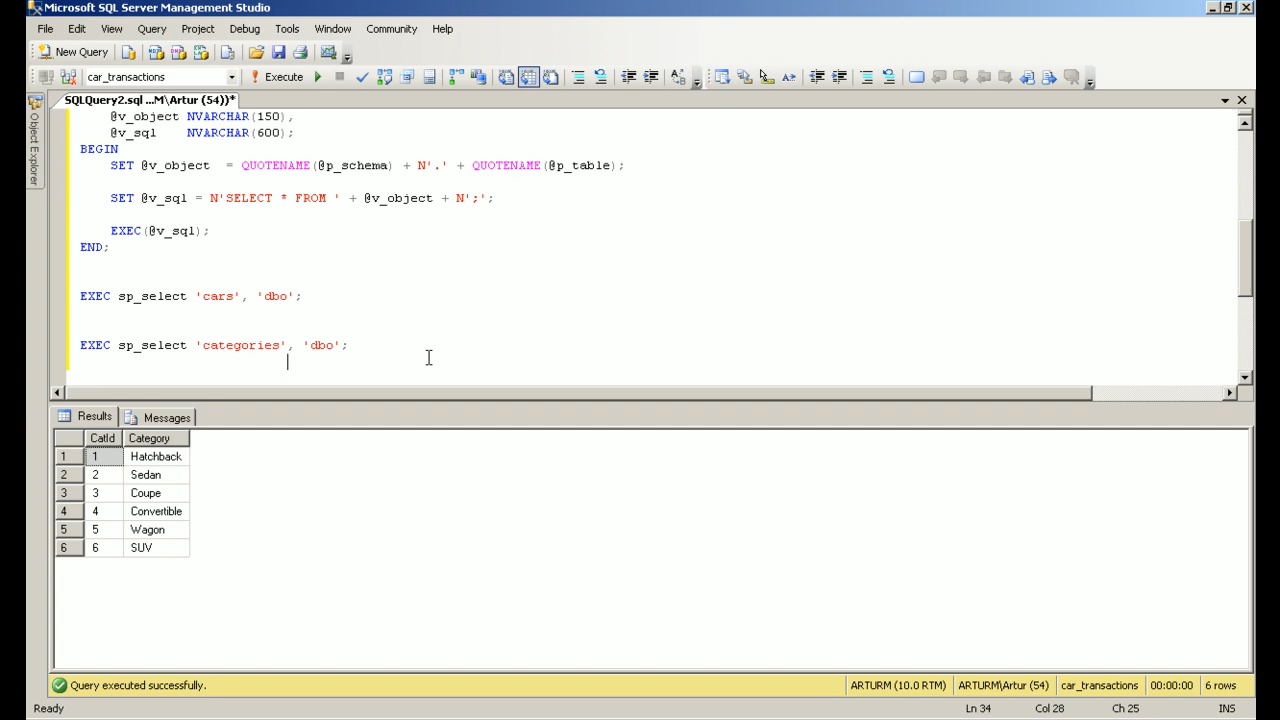 Microsoft SQL Server Management Studio
File Edit View Query Project Debug Tools Window Community Help
New Query
car_transactions Execute
SQLQuery2.sql ...M\Artur (54))*
Object Explorer
@v_object NVARCHAR(150),
@v_sql NVARCHAR(600);
BEGIN
SET @v_object = QUOTENAME(@p_schema) + N'.' + QUOTENAME(@p_table);
SET @v_sql = N'SELECT * FROM ' + @v_object + N';';
EXEC(@v_sql);
END;
EXEC sp_select 'cars', 'dbo';
EXEC sp_select 'categories', 'dbo';
Results Messages
CatId Category
1 1 Hatchback
2 2 Sedan
3 3 Coupe
4 4 Convertible
5 5 Wagon
6 6 SUV
Query executed successfully. ARTURM (10.0 RTM) ARTURM\Artur (54) car_transactions 00:00:00 6 rows
Ready Ln 34 Col 28 Ch 25 INS